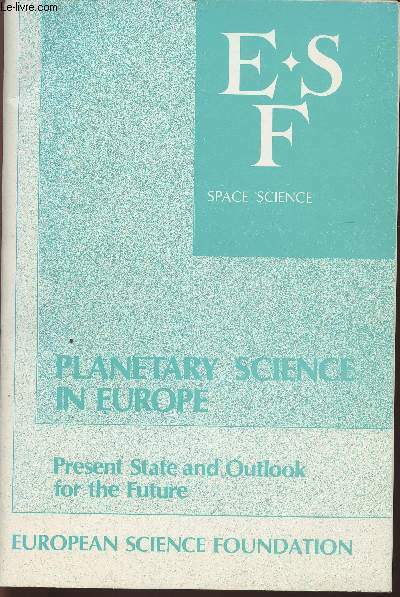 Le-Livre.com
E·S
F
SPACE SCIENCE
PLANETARY SCIENCE
IN EUROPE
Present State and Outlook
for the Future
EUROPEAN SCIENCE FOUNDATION